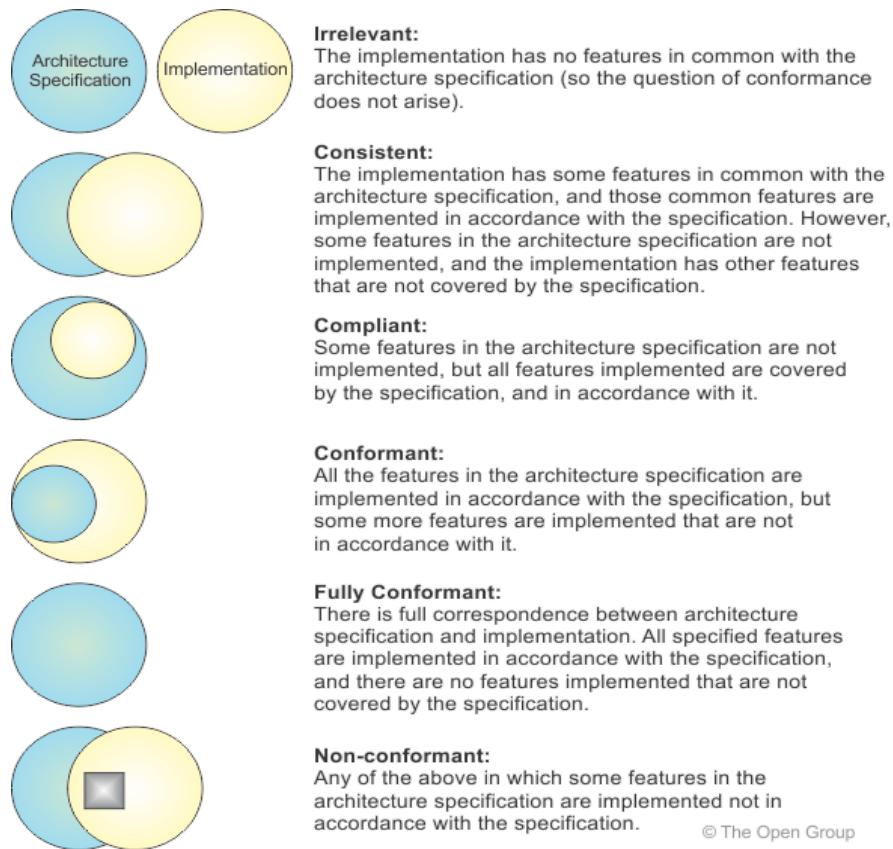 Architecture
Specification
Implementation
Irrelevant:
The implementation has no features in common with the
architecture specification (so the question of conformance
does not arise).
Consistent:
The implementation has some features in common with the
architecture specification, and those common features are
implemented in accordance with the specification. However,
some features in the architecture specification are not
implemented, and the implementation has other features
that are not covered by the specification.
Compliant:
Some features in the architecture specification are not
implemented, but all features implemented are covered
by the specification, and in accordance with it.
Conformant:
All the features in the architecture specification are
implemented in accordance with the specification, but
some more features are implemented that are not
in accordance with it.
Fully Conformant:
There is full correspondence between architecture
specification and implementation. All specified features
are implemented in accordance with the specification,
and there are no features implemented that are not
covered by the specification.
Non-conformant:
Any of the above in which some features in the
architecture specification are implemented not in
accordance with the specification.
© The Open Group